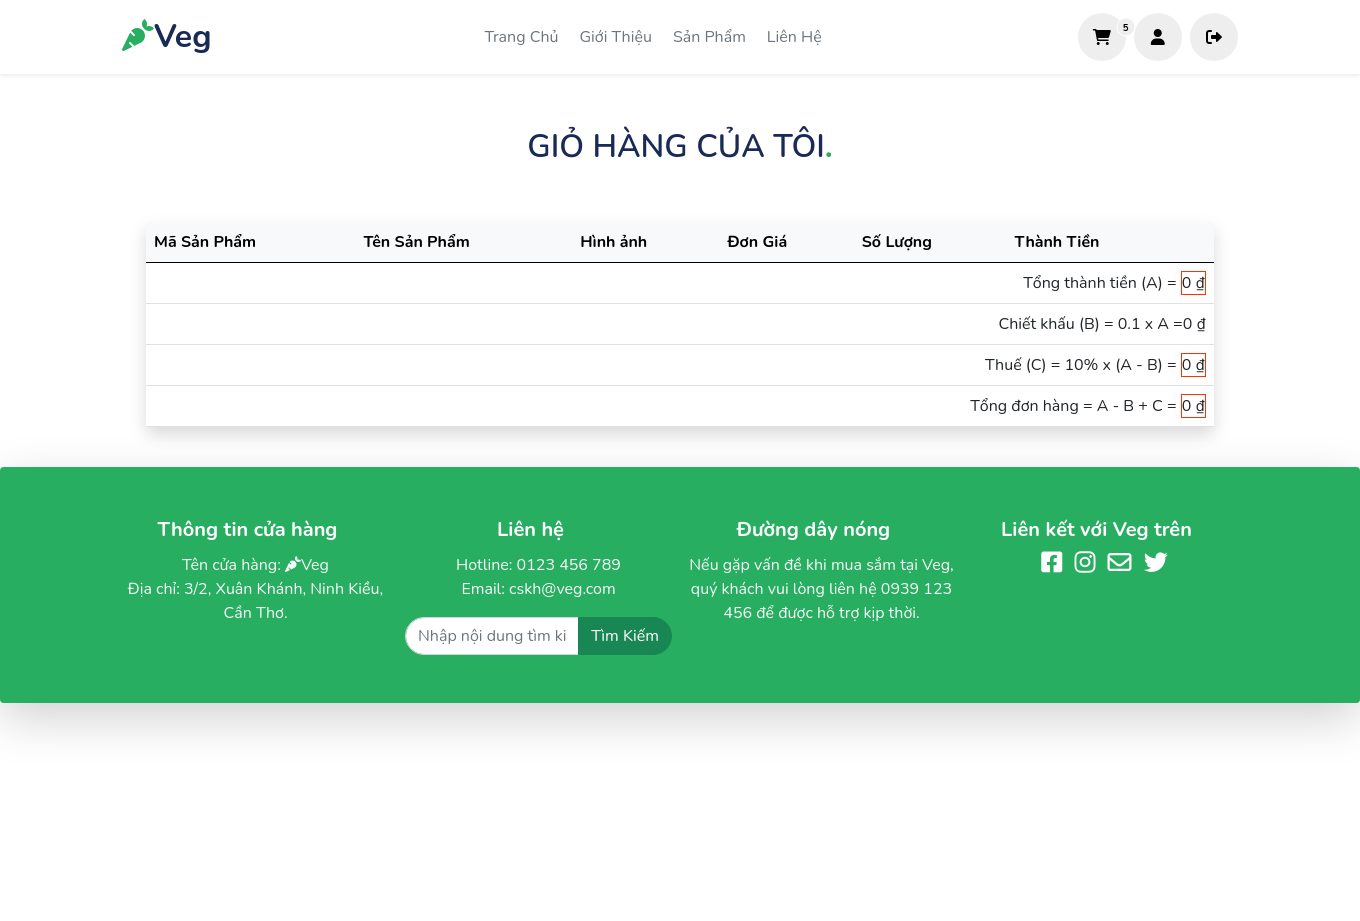 Veg
Trang Chủ Giới Thiệu Sản Phẩm Liên Hệ
5
GIỎ HÀNG CỦA TÔI.
Mã Sản Phẩm Tên Sản Phẩm Hình ảnh Đơn Giá Số Lượng Thành Tiền
Tổng thành tiền (A) = 0 ₫
Chiết khấu (B) = 0.1 x A =0 ₫
Thuế (C) = 10% x (A - B) = 0 ₫
Tổng đơn hàng = A - B + C = 0 ₫
Thông tin cửa hàng
Tên cửa hàng: Veg
Địa chỉ: 3/2, Xuân Khánh, Ninh Kiều,
Cần Thơ.
Liên hệ
Hotline: 0123 456 789
Email: cskh@veg.com
Nhập nội dung tìm ki Tìm Kiếm
Đường dây nóng
Nếu gặp vấn đề khi mua sắm tại Veg,
quý khách vui lòng liên hệ 0939 123
456 để được hỗ trợ kịp thời.
Liên kết với Veg trên